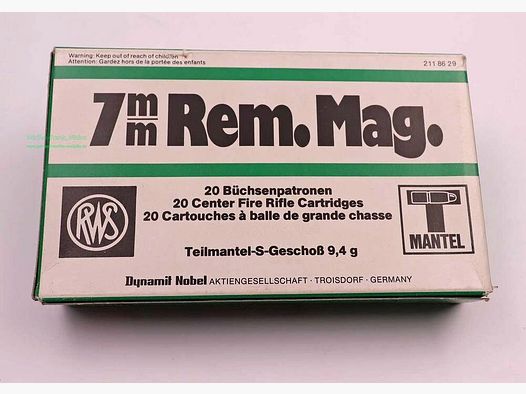 Warning: Keep out of reach of children
Attention: Gardez hors de la portée des enfants
211 86 29
7mm Rem. Mag.
20 Büchsenpatronen
20 Center Fire Rifle Cartridges
20 Cartouches à balle de grande chasse
RWS
T
MANTEL
Teilmantel-S-Geschoß 9,4 g
Dynamit Nobel AKTIENGESELLSCHAFT · TROISDORF · GERMANY